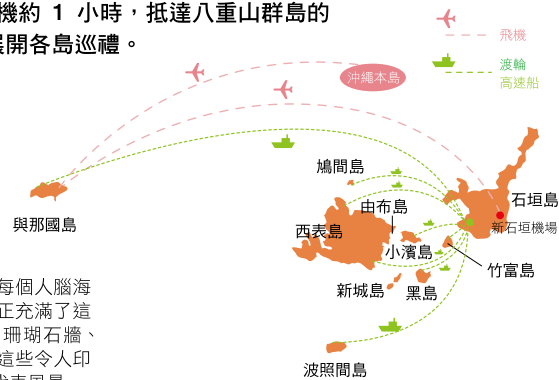 機約 1 小時，抵達八重山群島的
展開各島巡禮。
飛機
渡輪
高速船
沖繩本島
鳩間島
石垣島
由布島
與那國島
新石垣機場
西表島
小濱島
竹富島
新城島
黑島
波照間島
每個人腦海
正充滿了這
珊瑚石牆、
這些令人印